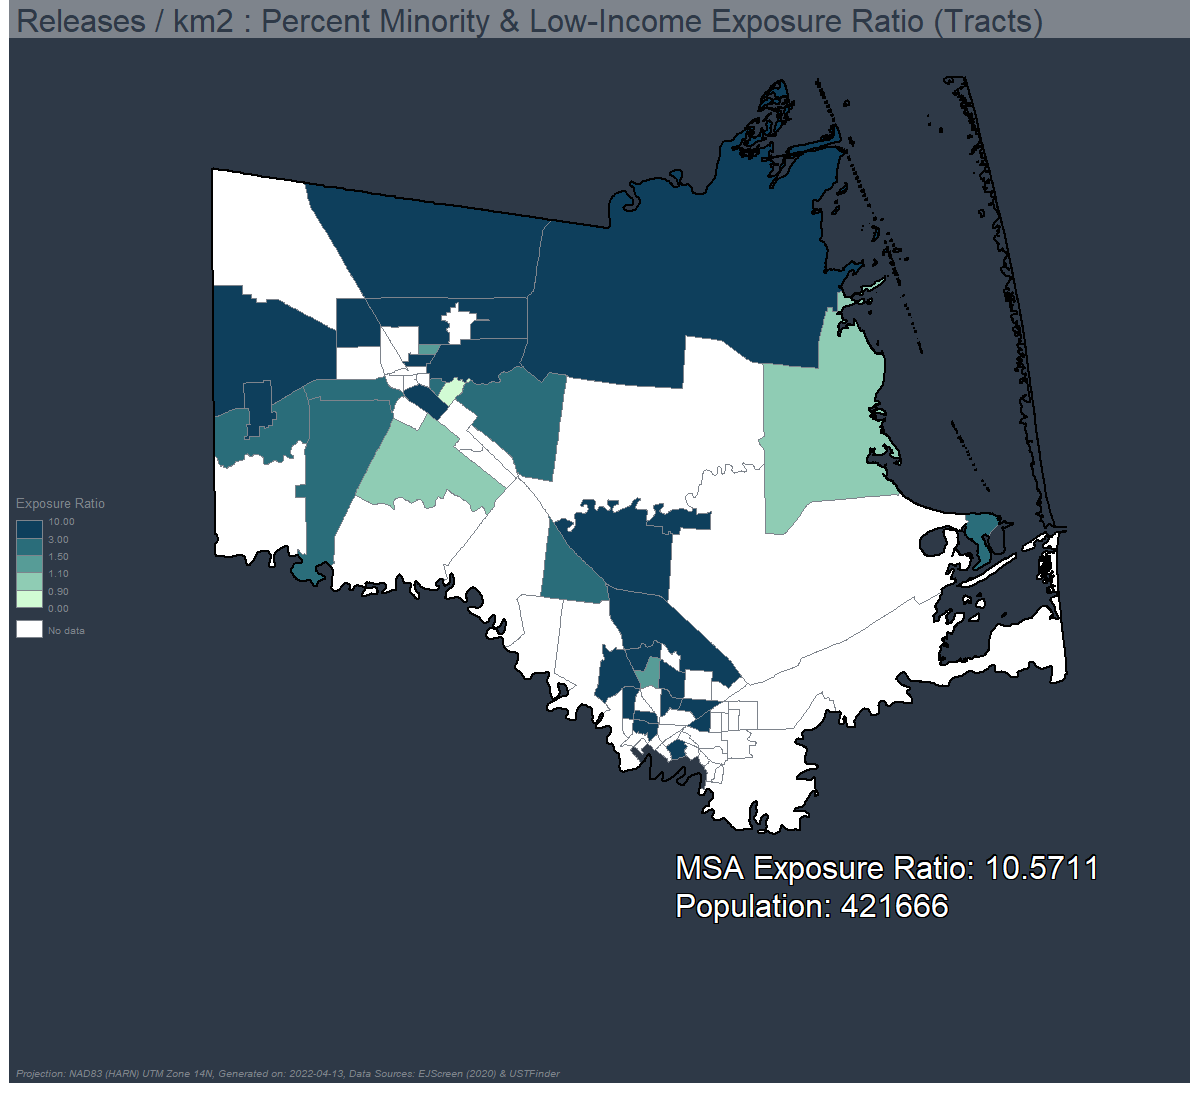 Releases / km2 : Percent Minority & Low-Income Exposure Ratio (Tracts)
Exposure Ratio
10.00
3.00
1.50
1.10
0.90
0.00
No data
MSA Exposure Ratio: 10.5711
Population: 421666
Projection: NAD83 (HARN) UTM Zone 14N, Generated on: 2022-04-13, Data Sources: EJScreen (2020) & USTFinder